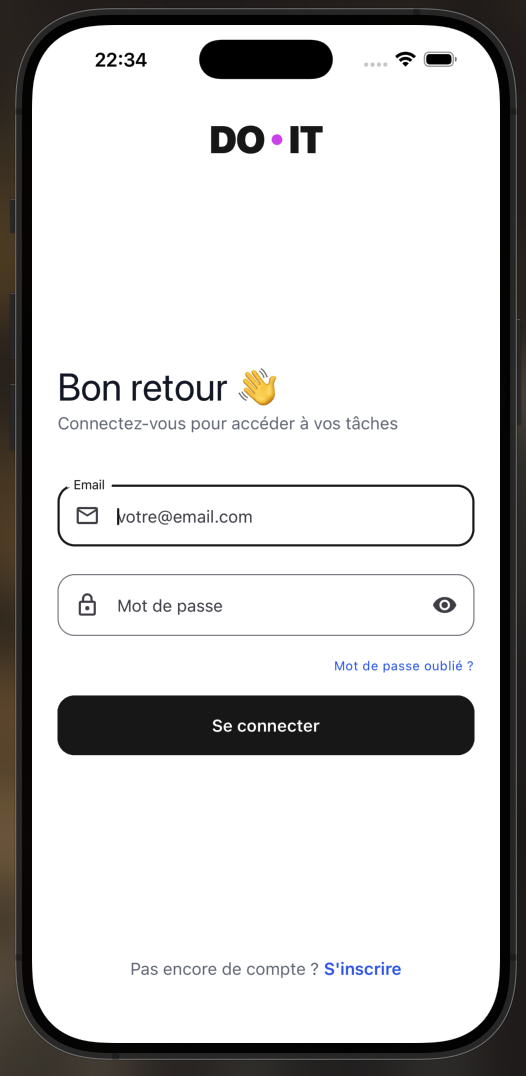 22:34
DO•IT
Bon retour 👋
Connectez-vous pour accéder à vos tâches
Email
votre@email.com
Mot de passe
Mot de passe oublié ?
Se connecter
Pas encore de compte ? S'inscrire